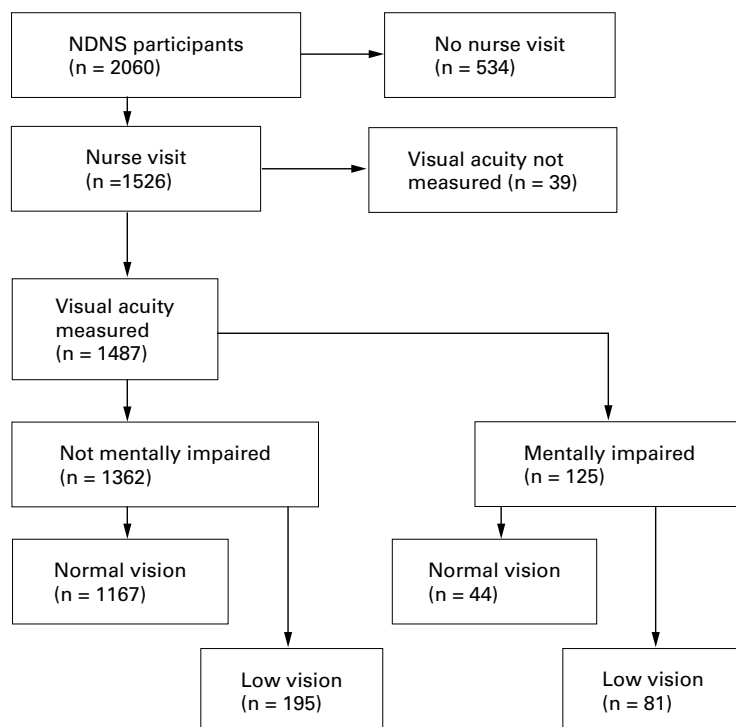 NDNS participants
(n = 2060)
No nurse visit
(n = 534)
Nurse visit
(n =1526)
Visual acuity not
measured (n = 39)
Visual acuity
measured
(n = 1487)
Not mentally impaired
(n = 1362)
Mentally impaired
(n = 125)
Normal vision
(n = 1167)
Normal vision
(n = 44)
Low vision
(n = 195)
Low vision
(n = 81)